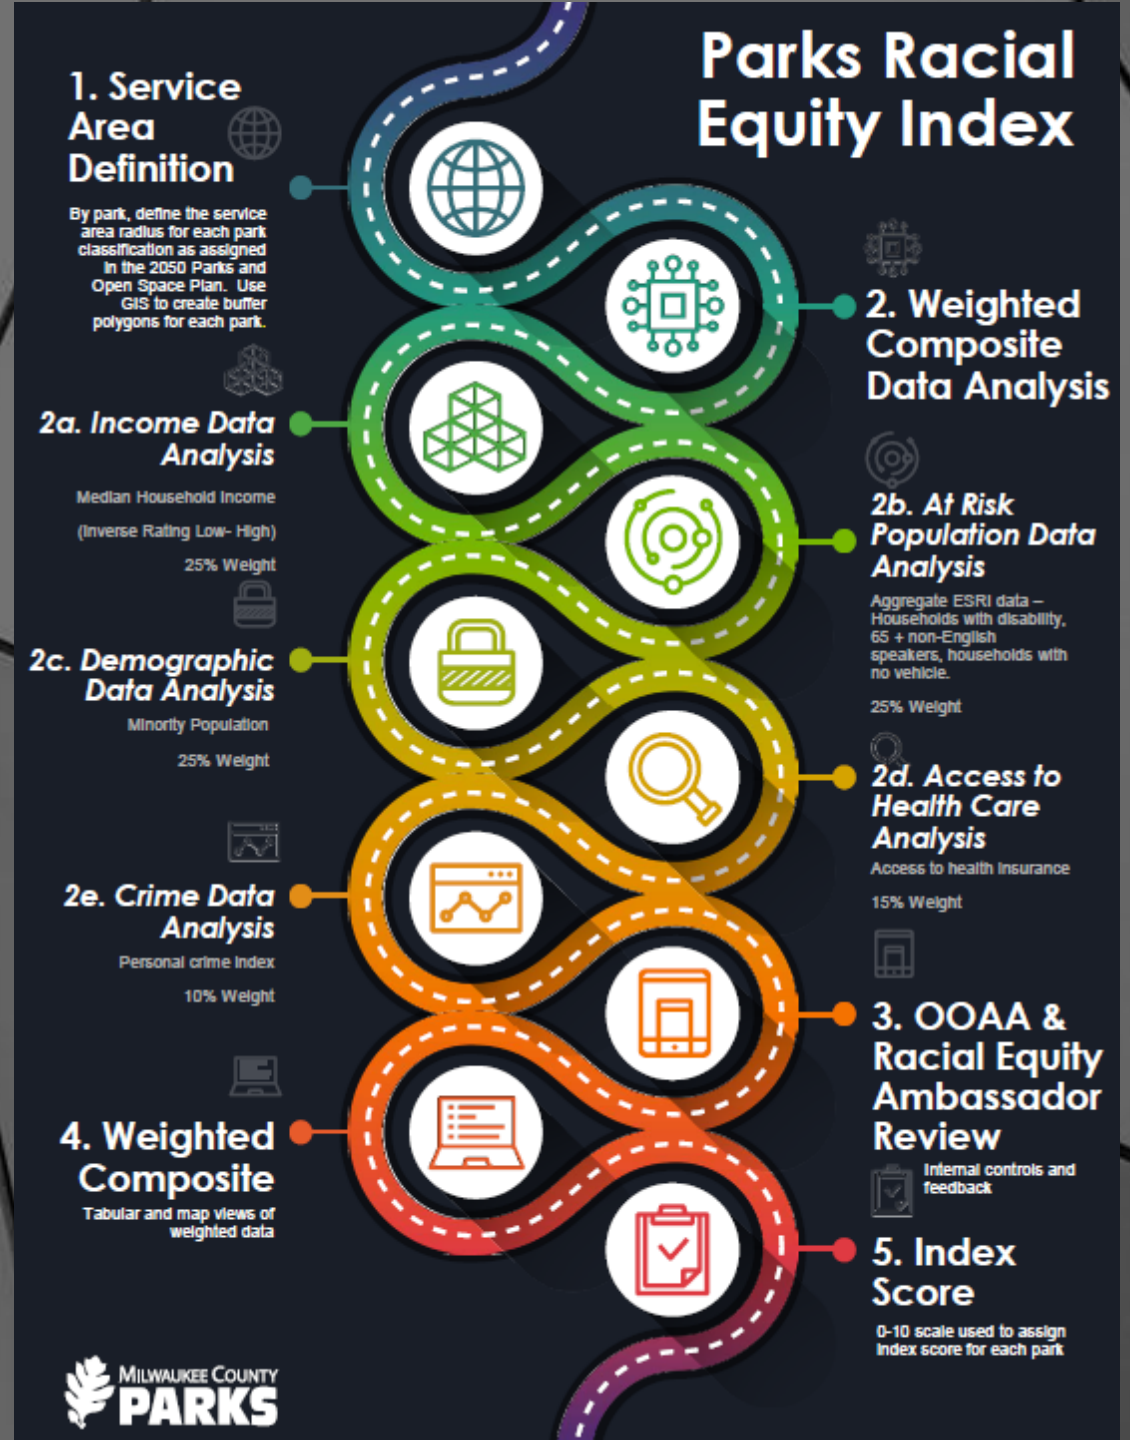 Parks Racial
Equity Index
1. Service
Area
Definition
By park, define the service
area radius for each park
classification as assigned
in the 2050 Parks and
Open Space Plan. Use
GIS to create buffer
polygons for each park.
2. Weighted
Composite
Data Analysis
2a. Income Data
Analysis
Median Household Income
(Inverse Rating Low- High)
25% Weight
2b. At Risk
Population Data
Analysis
Aggregate ESRI data –
Households with disability,
65 + non-English
speakers, households with
no vehicle.
25% Weight
2c. Demographic
Data Analysis
Minority Population
25% Weight
2d. Access to
Health Care
Analysis
Access to health insurance
15% Weight
2e. Crime Data
Analysis
Personal crime index
10% Weight
3. OOAA &
Racial Equity
Ambassador
Review
Internal controls and
feedback
4. Weighted
Composite
Tabular and map views of
weighted data
5. Index
Score
0-10 scale used to assign
index score for each park
MILWAUKEE COUNTY
PARKS